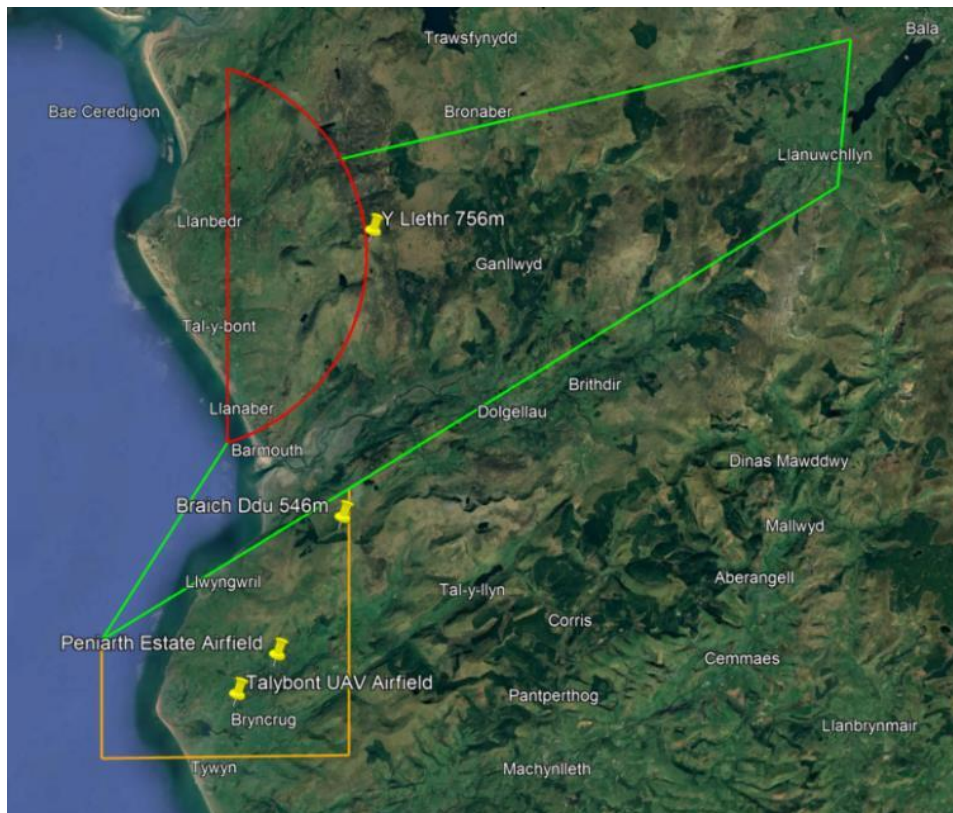 Bala
Trawsfynydd
Bae Ceredigion
Bronaber
Llanuwchllyn
Llanbedr
Y Llethr 756m
Ganllwyd
Tal-y-bont
Brithdir
Llanaber
Dolgellau
Barmouth
Dinas Mawddwy
Braich Ddu 546m
Mallwyd
Llwyngwril
Tal-y-llyn
Aberangell
Corris
Peniarth Estate Airfield
Cemmaes
Talybont UAV Airfield
Pantperthog
Bryncrug
Llanbrynmair
Tywyn
Machynlleth